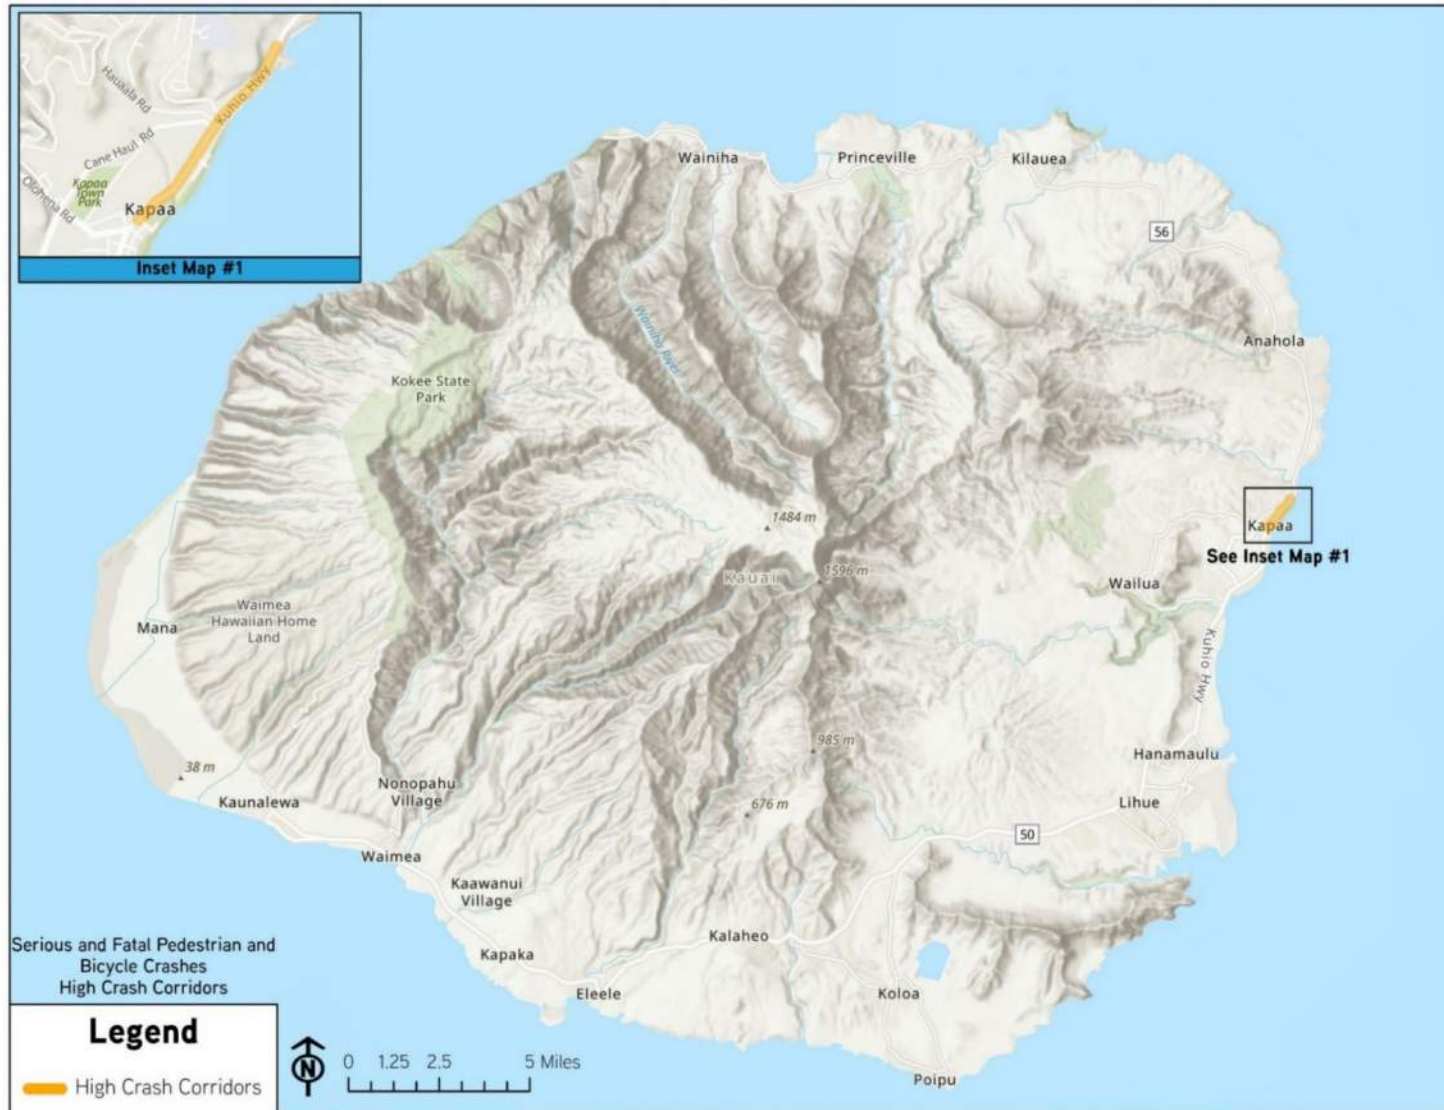 Hauaala Rd
Kuhio Hwy
Cane Haul Rd
Kapaa
Town
Park
Olohena Rd
Kapaa
Inset Map #1
Wainiha
Princeville
Kilauea
56
Wainiha River
Anahola
Kokee State
Park
1484 m
Kapaa
See Inset Map #1
Kauai
1596 m
Wailua
Waimea
Hawaiian Home
Land
Mana
Kuhio Hwy
985 m
Hanamaulu
38 m
Nonopahu
Village
Kaunalewa
676 m
Lihue
50
Waimea
Kaawanui
Village
Kalaheo
Kapaka
Eleele
Koloa
Poipu
Serious and Fatal Pedestrian and
Bicycle Crashes
High Crash Corridors
Legend
High Crash Corridors
N
0 1.25 2.5 5 Miles